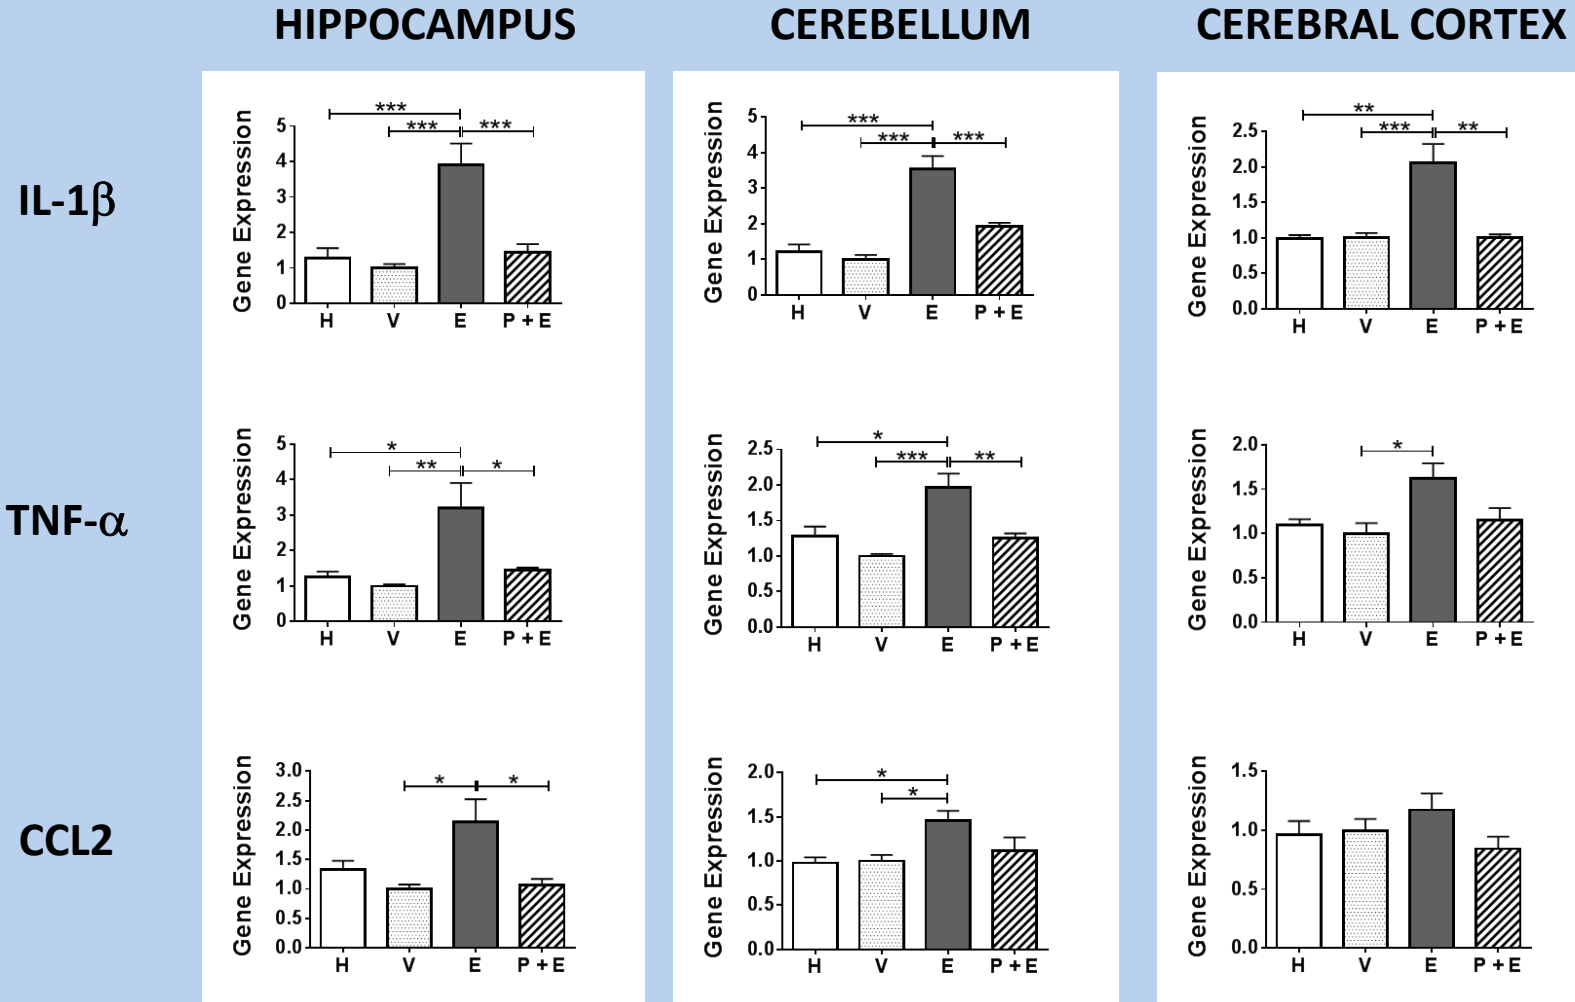 HIPPOCAMPUS CEREBELLUM CEREBRAL CORTEX
IL-1β
Gene Expression
5
4
3
2
1
0
*** *** ***
H V E P + E
Gene Expression
5
4
3
2
1
0
*** *** ***
H V E P + E
Gene Expression
2.5
2.0
1.5
1.0
0.5
0.0
** *** **
H V E P + E
TNF-α
Gene Expression
5
4
3
2
1
0
* ** *
H V E P + E
Gene Expression
2.5
2.0
1.5
1.0
0.5
0.0
* *** **
H V E P + E
Gene Expression
2.0
1.5
1.0
0.5
0.0
*
H V E P + E
CCL2
Gene Expression
3.0
2.5
2.0
1.5
1.0
0.5
0.0
* *
H V E P + E
Gene Expression
2.0
1.5
1.0
0.5
0.0
*
*
H V E P + E
Gene Expression
1.5
1.0
0.5
0.0
H V E P + E